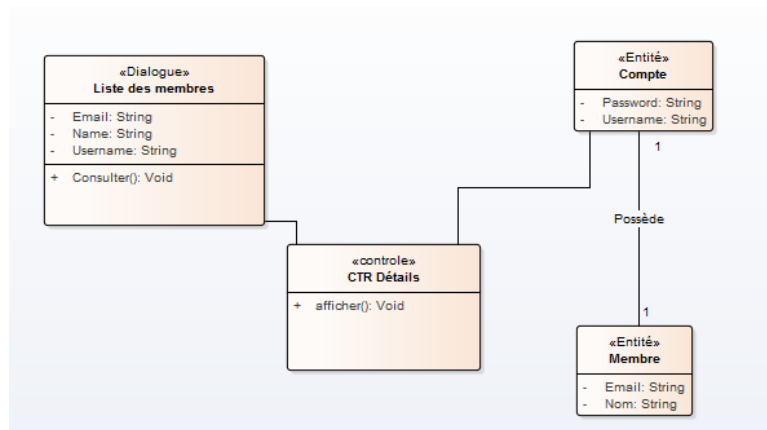 «Dialogue»
Liste des membres
- Email: String
- Name: String
- Username: String
+ Consulter(): Void
«Entité»
Compte
- Password: String
- Username: String
1
Possède
1
«controle»
CTR Détails
+ afficher(): Void
«Entité»
Membre
- Email: String
- Nom: String